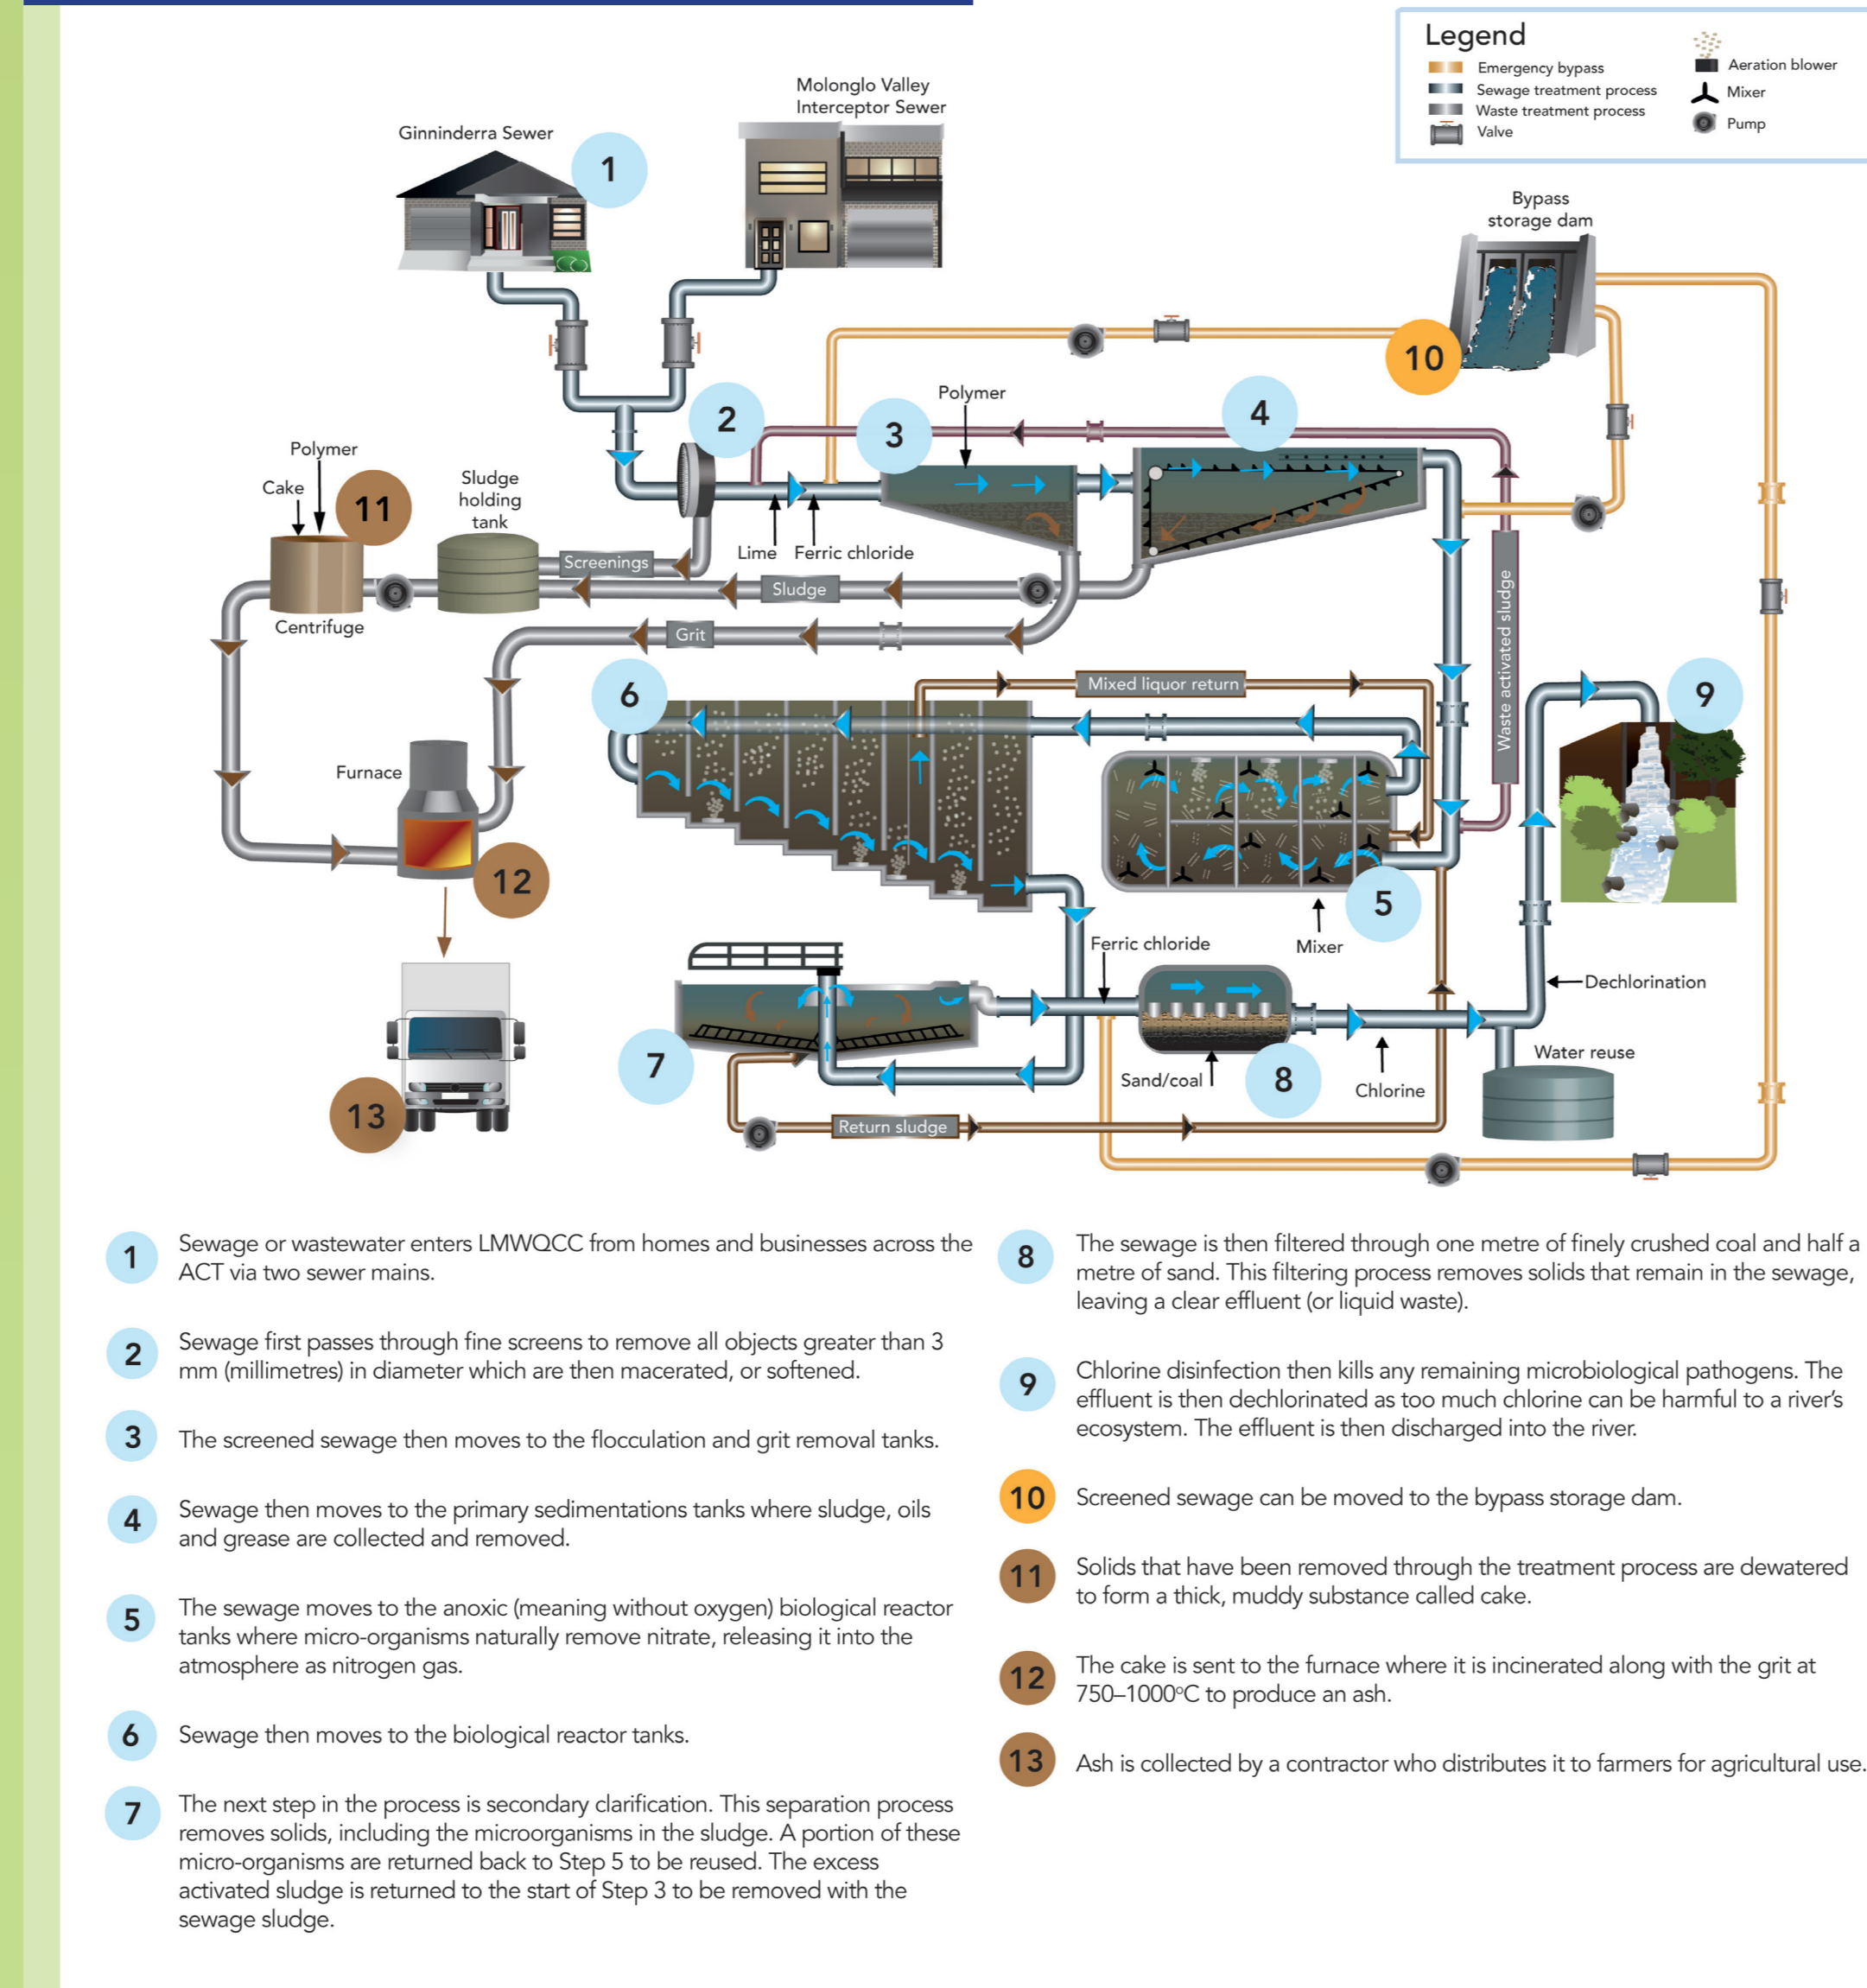 Legend
Emergency bypass
Sewage treatment process
Waste treatment process
Valve
Aeration blower
Mixer
Pump
Molonglo Valley
Interceptor Sewer
Ginninderra Sewer
1
Bypass
storage dam
10
2
3
Polymer
4
Polymer
Cake
11
Sludge
holding
tank
Screenings
Lime
Ferric chloride
Sludge
Centrifuge
Grit
Waste activated sludge
6
Mixed liquor return
9
Furnace
12
5
Mixer
Ferric chloride
Dechlorination
7
Sand/coal
8
Chlorine
Water reuse
13
Return sludge
1
Sewage or wastewater enters LMWQCC from homes and businesses across the
ACT via two sewer mains.
2
Sewage first passes through fine screens to remove all objects greater than 3
mm (millimetres) in diameter which are then macerated, or softened.
3
The screened sewage then moves to the flocculation and grit removal tanks.
4
Sewage then moves to the primary sedimentations tanks where sludge, oils
and grease are collected and removed.
5
The sewage moves to the anoxic (meaning without oxygen) biological reactor
tanks where micro-organisms naturally remove nitrate, releasing it into the
atmosphere as nitrogen gas.
6
Sewage then moves to the biological reactor tanks.
7
The next step in the process is secondary clarification. This separation process
removes solids, including the microorganisms in the sludge. A portion of these
micro-organisms are returned back to Step 5 to be reused. The excess
activated sludge is returned to the start of Step 3 to be removed with the
sewage sludge.
8
The sewage is then filtered through one metre of finely crushed coal and half a
metre of sand. This filtering process removes solids that remain in the sewage,
leaving a clear effluent (or liquid waste).
9
Chlorine disinfection then kills any remaining microbiological pathogens. The
effluent is then dechlorinated as too much chlorine can be harmful to a river's
ecosystem. The effluent is then discharged into the river.
10
Screened sewage can be moved to the bypass storage dam.
11
Solids that have been removed through the treatment process are dewatered
to form a thick, muddy substance called cake.
12
The cake is sent to the furnace where it is incinerated along with the grit at
750–1000ºC to produce an ash.
13
Ash is collected by a contractor who distributes it to farmers for agricultural use.